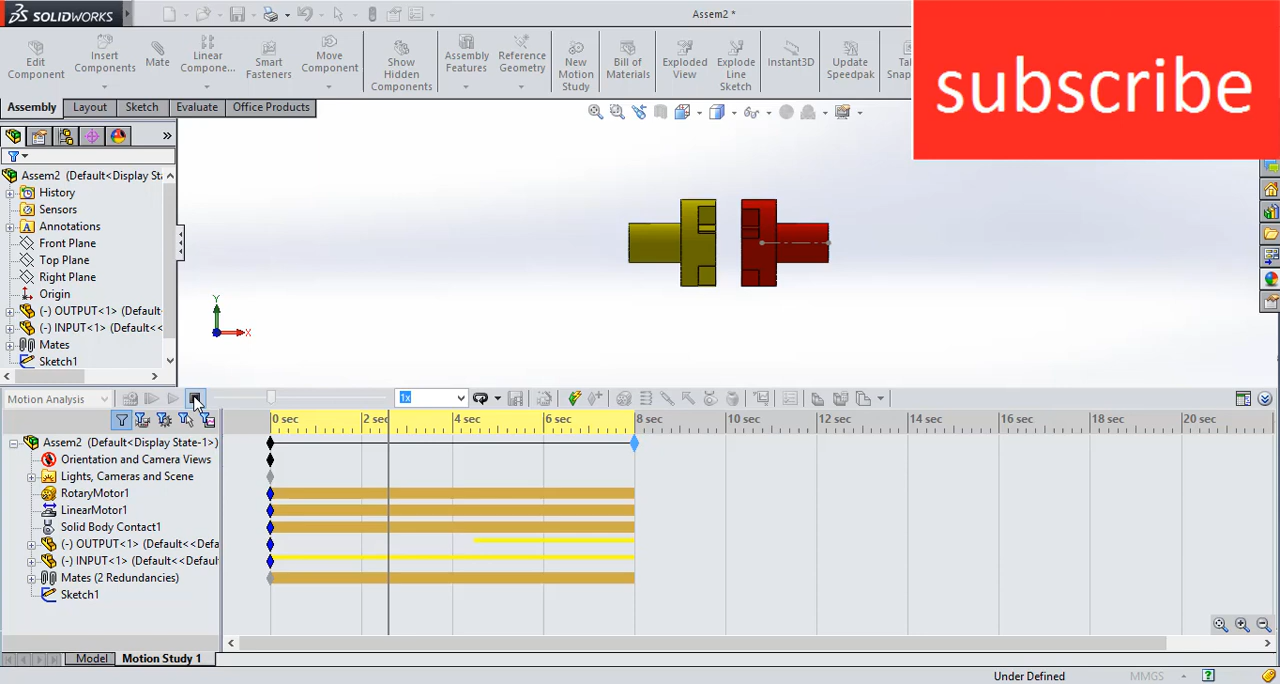 SOLIDWORKS
Assem2 *
subscribe
Edit Component
Insert Components
Mate
Linear Compone...
Smart Fasteners
Move Component
Show Hidden Components
Assembly Features
Reference Geometry
New Motion Study
Bill of Materials
Exploded View
Explode Line Sketch
Instant3D
Update Speedpak
Assembly
Layout
Sketch
Evaluate
Office Products
Assem2 (Default<Display Sta
History
Sensors
Annotations
Front Plane
Top Plane
Right Plane
Origin
(-) OUTPUT<1> (Default
(-) INPUT<1> (Default<<
Mates
Sketch1
Y
X
Motion Analysis
1x
0 sec
2 sec
4 sec
6 sec
8 sec
10 sec
12 sec
14 sec
16 sec
18 sec
20 sec
Assem2 (Default<Display State-1>)
Orientation and Camera Views
Lights, Cameras and Scene
RotaryMotor1
LinearMotor1
Solid Body Contact1
(-) OUTPUT<1> (Default<<Defa
(-) INPUT<1> (Default<<Defaul
Mates (2 Redundancies)
Sketch1
Model
Motion Study 1
Under Defined
MMGS